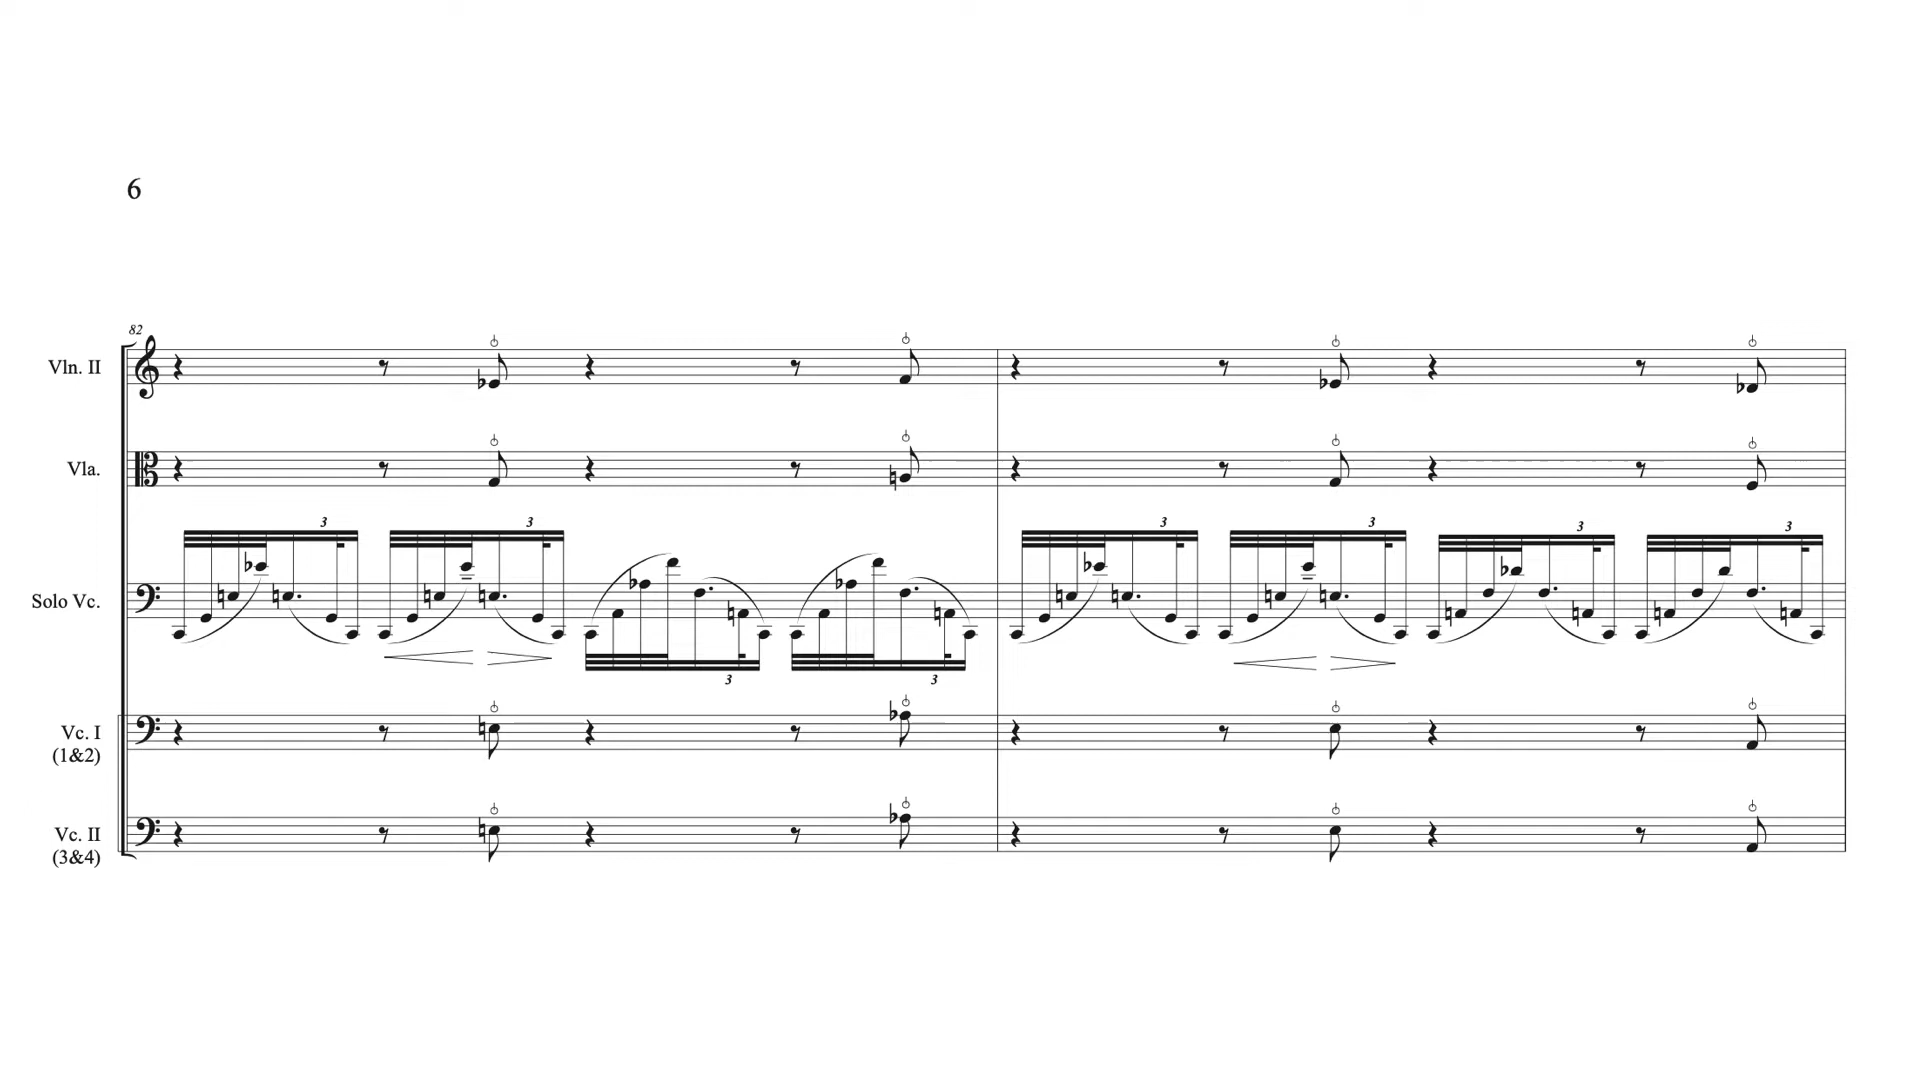 6
82
Vln. II
Vla.
3 3 3 3 3 3
Solo Vc.
3 3
Vc. I
(1&2)
Vc. II
(3&4)